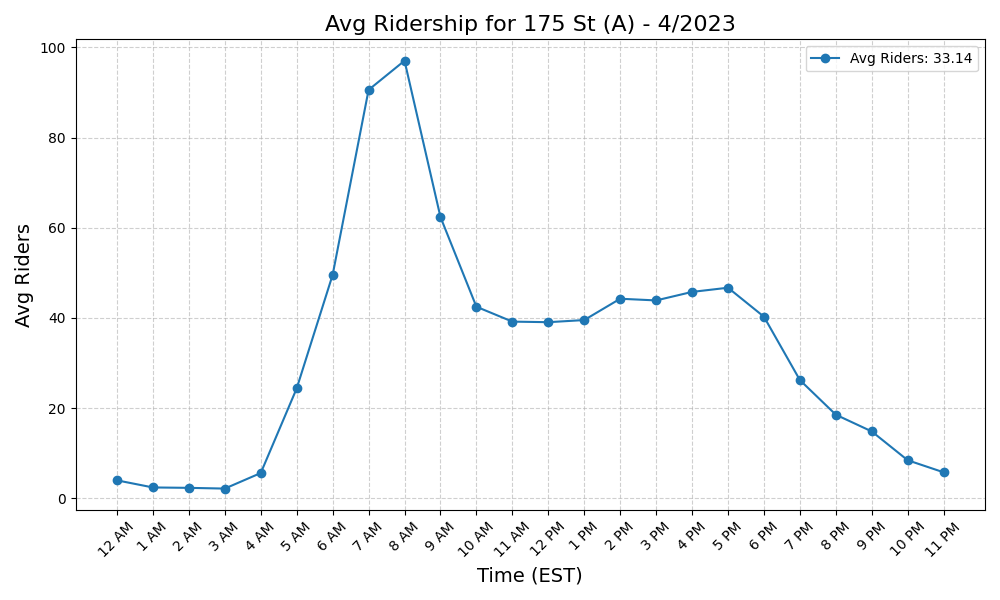 Avg Ridership for 175 St (A) - 4/2023
Avg Riders: 33.14
Avg Riders
100
80
60
40
20
0
12 AM
1 AM
2 AM
3 AM
4 AM
5 AM
6 AM
7 AM
8 AM
9 AM
10 AM
11 AM
12 PM
1 PM
2 PM
3 PM
4 PM
5 PM
6 PM
7 PM
8 PM
9 PM
10 PM
11 PM
Time (EST)